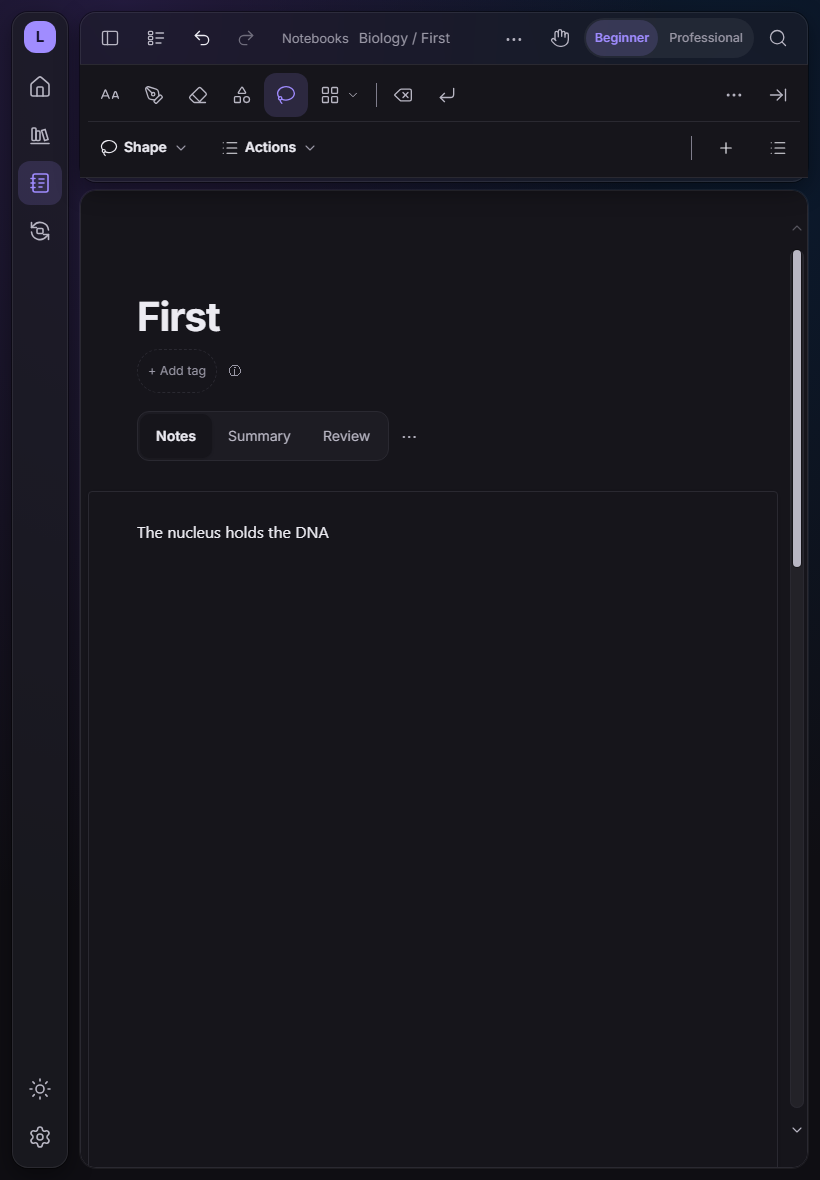 L
Notebooks Biology / First
Beginner Professional
AA
Shape Actions
First
+ Add tag
Notes Summary Review
The nucleus holds the DNA